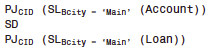 PJCID (SLBcity = 'Main' (Account))
SD
PJCID (SLBcity = 'Main' (Loan))